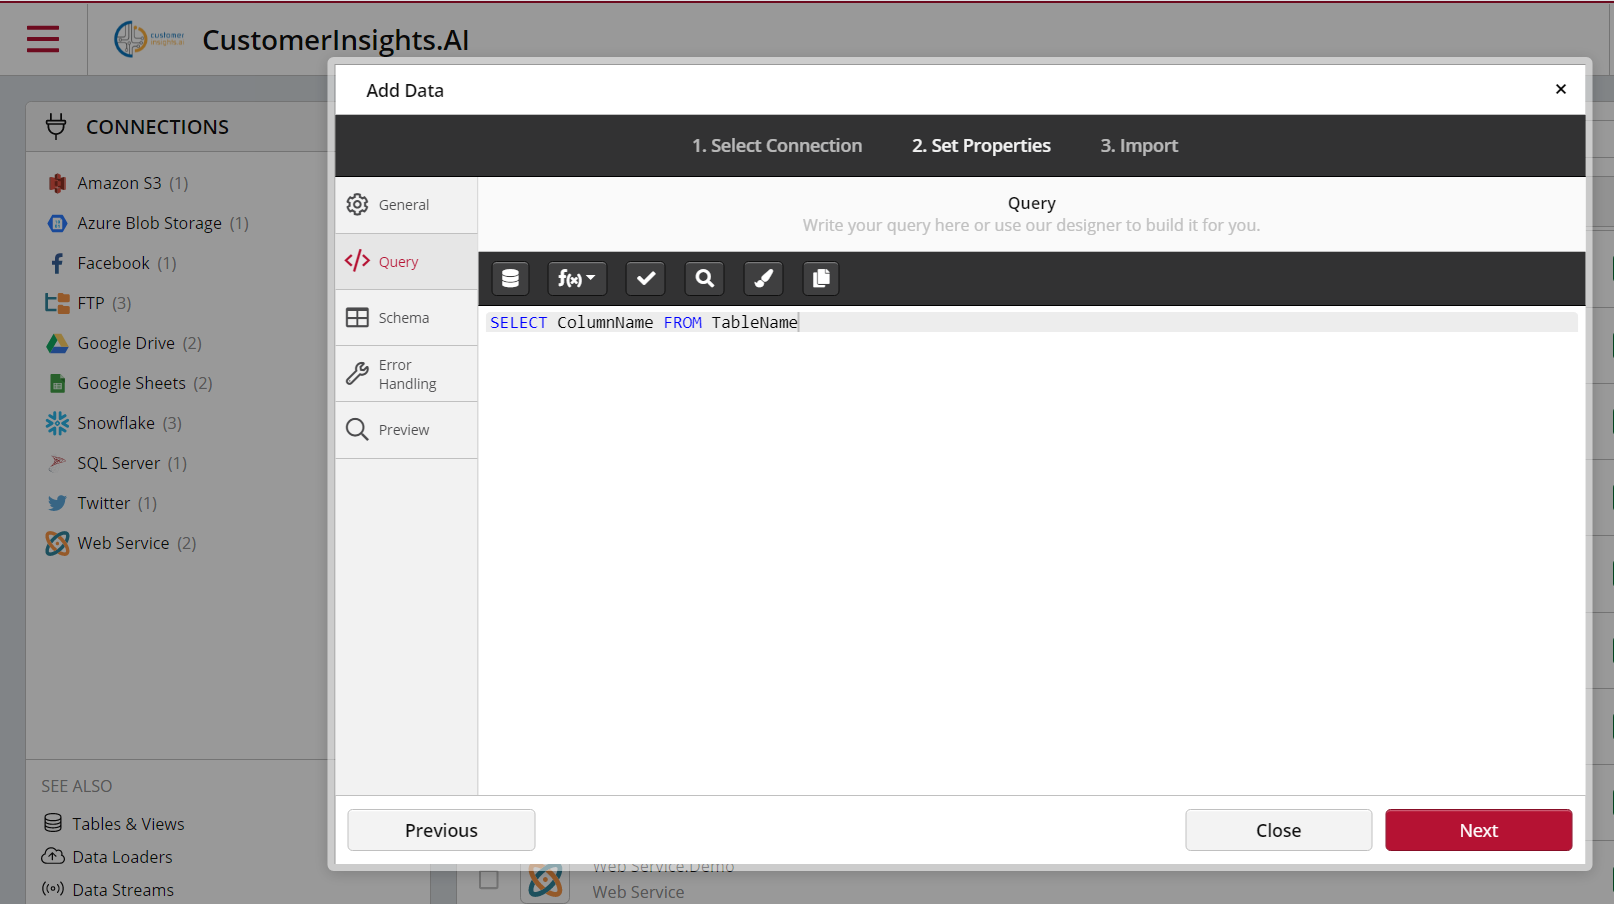 customer
insights.ai
CustomerInsights.AI
Add Data
×
1. Select Connection
2. Set Properties
3. Import
CONNECTIONS
Amazon S3 (1)
Azure Blob Storage (1)
Facebook (1)
FTP (3)
Google Drive (2)
Google Sheets (2)
Snowflake (3)
SQL Server (1)
Twitter (1)
Web Service (2)
SEE ALSO
Tables & Views
Data Loaders
Data Streams
General
Query
Schema
Error
Handling
Preview
Query
Write your query here or use our designer to build it for you.
f(x)
SELECT ColumnName FROM TableName
Previous
Close
Next
Web Service.Demo
Web Service